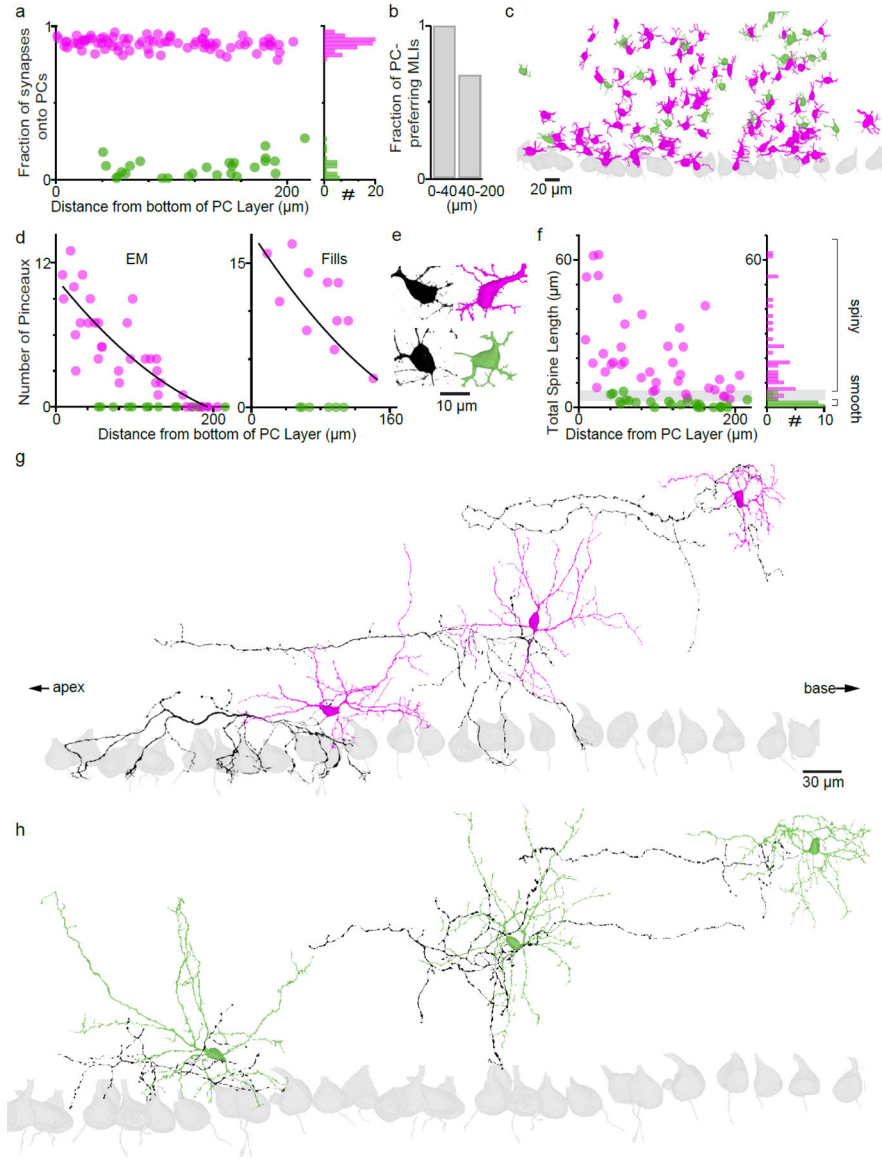 a
Fraction of synapses
onto PCs
1
0
0
200
Distance from bottom of PC Layer (µm)
0
20
#
b
Fraction of PC-
preferring MLIs
1
0
0-40
40-200
(µm)
c
20 µm
d
Number of Pinceaux
12
0
EM
0
200
15
0
Fills
0
160
Distance from bottom of PC Layer (µm)
e
10 µm
f
Total Spine Length (µm)
60
0
0
200
Distance from PC Layer (µm)
60
0
0
10
#
spiny
smooth
g
apex
base
30 µm
h